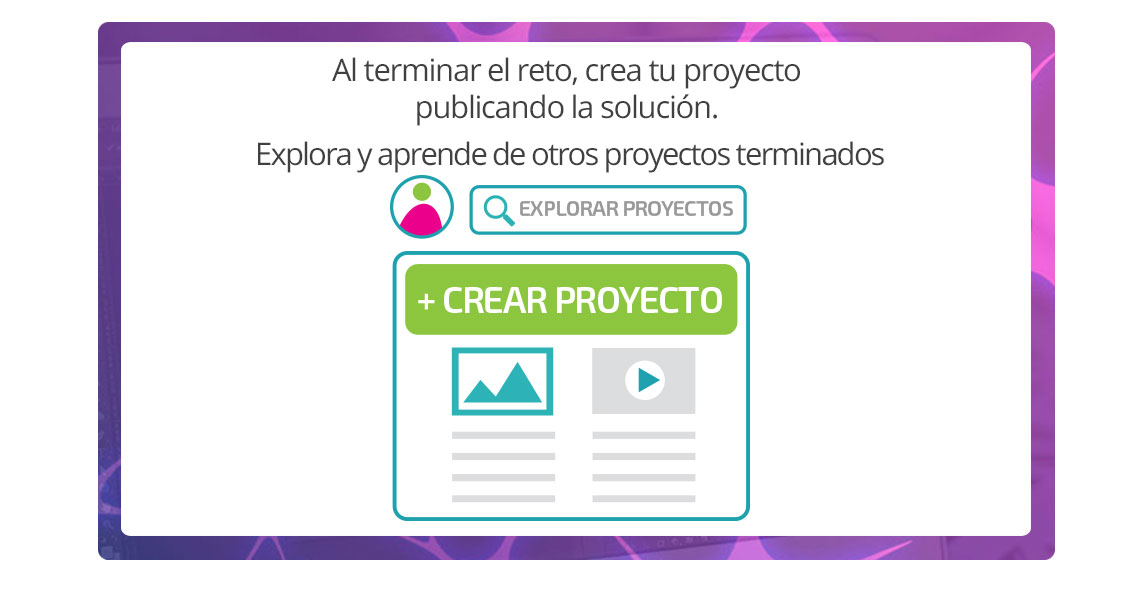 Al terminar el reto, crea tu proyecto
publicando la solución.
Explora y aprende de otros proyectos terminados
EXPLORAR PROYECTOS
+ CREAR PROYECTO